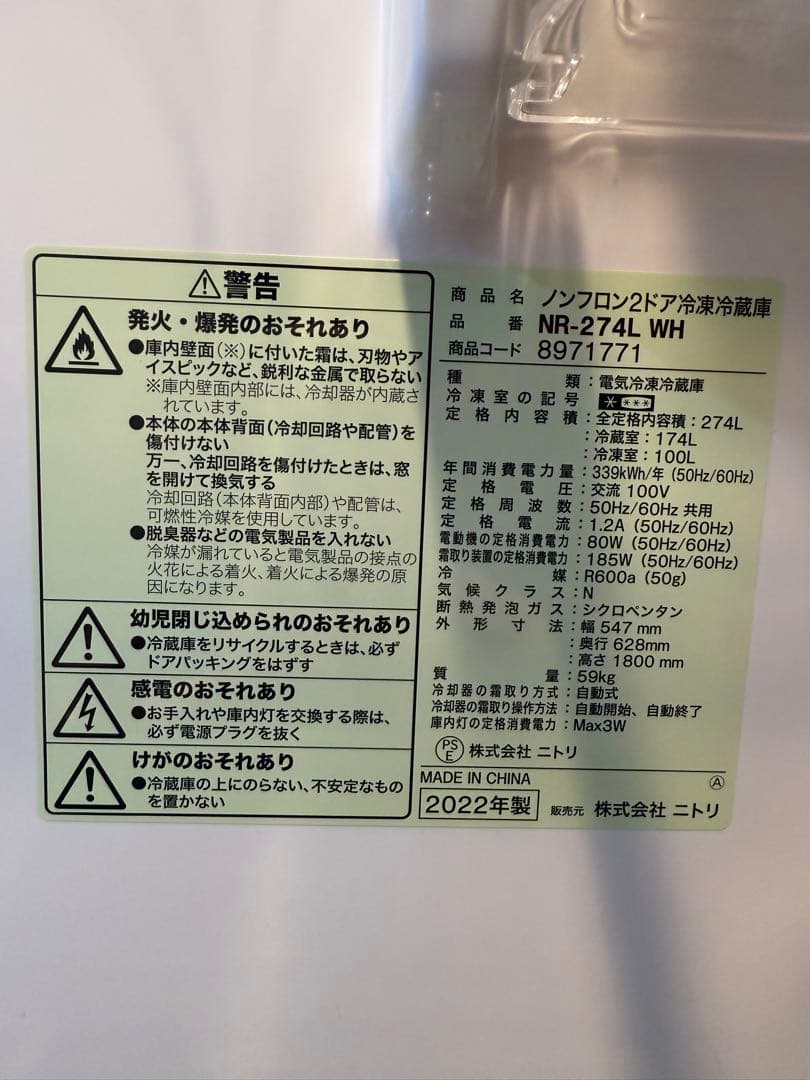 ⚠警告
発火・爆発のおそれあり
●庫内壁面(※)に付いた霜は、刃物やア
イスピックなど、鋭利な金属で取らない
※庫内壁面内部には、冷却器が内蔵さ
れています。
●本体の本体背面(冷却回路や配管)を
傷付けない
万一、冷却回路を傷付けたときは、窓
を開けて換気する
冷却回路(本体背面内部)や配管は、
可燃性冷媒を使用しています。
●脱臭器などの電気製品を入れない
冷媒が漏れていると電気製品の接点の
火花による着火、着火による爆発の原
因になります。
幼児閉じ込められのおそれあり
●冷蔵庫をリサイクルするときは、必ず
ドアパッキングをはずす
感電のおそれあり
●お手入れや庫内灯を交換する際は、
必ず電源プラグを抜く
けがのおそれあり
●冷蔵庫の上にのらない、不安定なもの
を置かない
商品名 ノンフロン2ドア冷凍冷蔵庫
品番 NR-274L WH
商品コード 8971771
種類:電気冷凍冷蔵庫
冷凍室の記号 * ***
定格内容積:全定格内容積:274L
:冷蔵室:174L
:冷凍室:100L
年間消費電力量:339kWh/年(50Hz/60Hz)
定格電圧:交流 100V
定格周波数:50Hz/60Hz 共用
定格電流:1.2A(50Hz/60Hz)
電動機の定格消費電力:80W(50Hz/60Hz)
霜取り装置の定格消費電力:185W(50Hz/60Hz)
冷媒:R600a(50g)
気候クラス:N
断熱発泡ガス:シクロペンタン
外形寸法:幅 547 mm
:奥行 628mm
:高さ 1800 mm
質量:59kg
冷却器の霜取り方式:自動式
冷却器の霜取り操作方法:自動開始、自動終了
庫内灯の定格消費電力:Max3W
PSE 株式会社 ニトリ
MADE IN CHINA Ⓐ
2022年製 販売元 株式会社 ニトリ